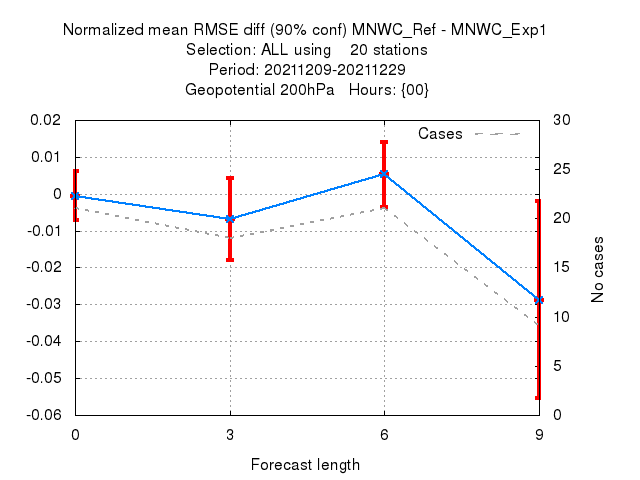 Normalized mean RMSE diff (90% conf) MNWC_Ref - MNWC_Exp1
Selection: ALL using    20 stations
Period: 20211209-20211229
Geopotential 200hPa   Hours: {00}
Cases
0.02
0.01
0
-0.01
-0.02
-0.03
-0.04
-0.05
-0.06
30
25
20
15
10
5
0
No cases
0
3
6
9
Forecast length